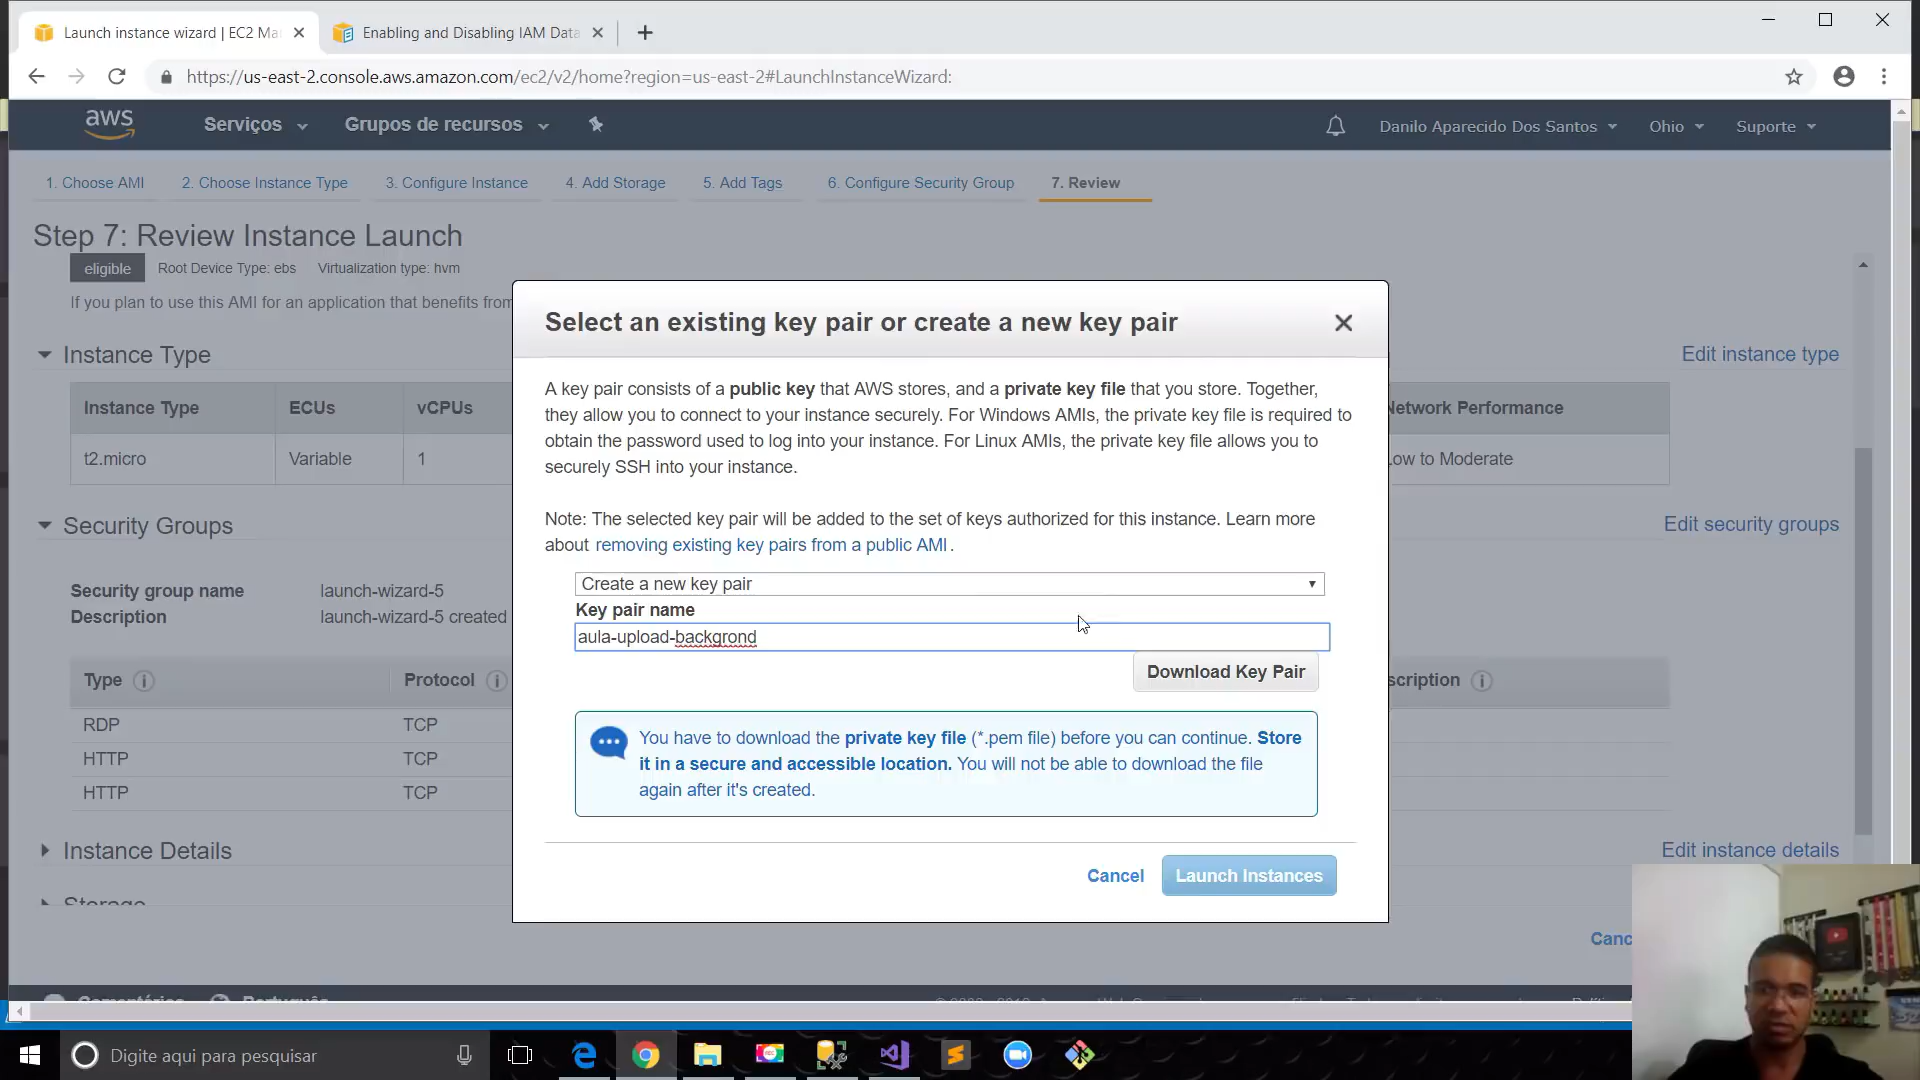 Launch instance wizard | EC2 Ma
Enabling and Disabling IAM Data
https://us-east-2.console.aws.amazon.com/ec2/v2/home?region=us-east-2#LaunchInstanceWizard:
aws
Serviços
Grupos de recursos
Danilo Aparecido Dos Santos
Ohio
Suporte
1. Choose AMI
2. Choose Instance Type
3. Configure Instance
4. Add Storage
5. Add Tags
6. Configure Security Group
7. Review
Step 7: Review Instance Launch
eligible
Root Device Type: ebs Virtualization type: hvm
If you plan to use this AMI for an application that benefits from
Instance Type
Edit instance type
Instance Type ECUs vCPUs Network Performance
t2.micro Variable 1 Low to Moderate
Security Groups
Edit security groups
Security group name launch-wizard-5
Description launch-wizard-5 created
Type Protocol scription
RDP TCP
HTTP TCP
HTTP TCP
Instance Details
Edit instance details
Storage
Canc
Select an existing key pair or create a new key pair
A key pair consists of a public key that AWS stores, and a private key file that you store. Together,
they allow you to connect to your instance securely. For Windows AMIs, the private key file is required to
obtain the password used to log into your instance. For Linux AMIs, the private key file allows you to
securely SSH into your instance.
Note: The selected key pair will be added to the set of keys authorized for this instance. Learn more
about removing existing key pairs from a public AMI.
Create a new key pair
Key pair name
aula-upload-backgrond
Download Key Pair
You have to download the private key file (*.pem file) before you can continue. Store
it in a secure and accessible location. You will not be able to download the file
again after it's created.
Cancel
Launch Instances
Comentários
Português
Digite aqui para pesquisar